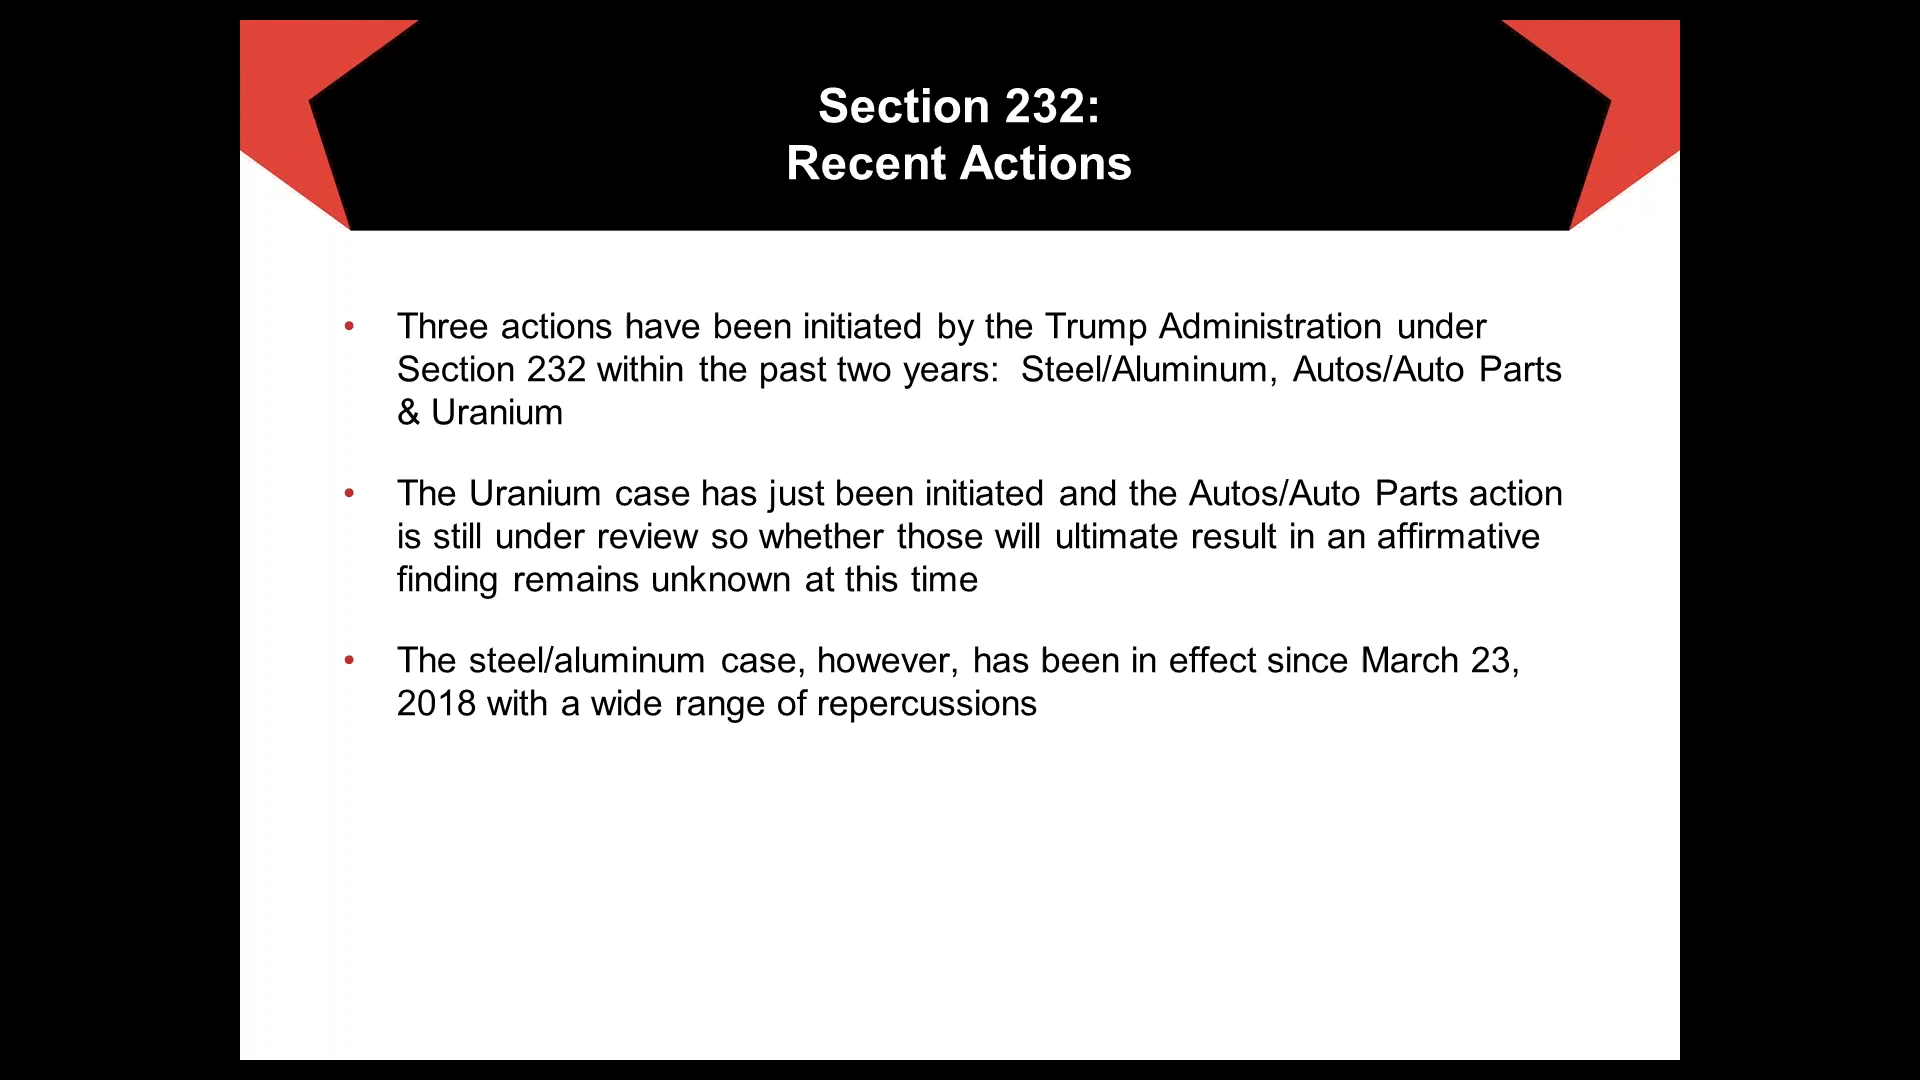 Section 232:
Recent Actions
• Three actions have been initiated by the Trump Administration under
Section 232 within the past two years: Steel/Aluminum, Autos/Auto Parts
& Uranium
• The Uranium case has just been initiated and the Autos/Auto Parts action
is still under review so whether those will ultimate result in an affirmative
finding remains unknown at this time
• The steel/aluminum case, however, has been in effect since March 23,
2018 with a wide range of repercussions